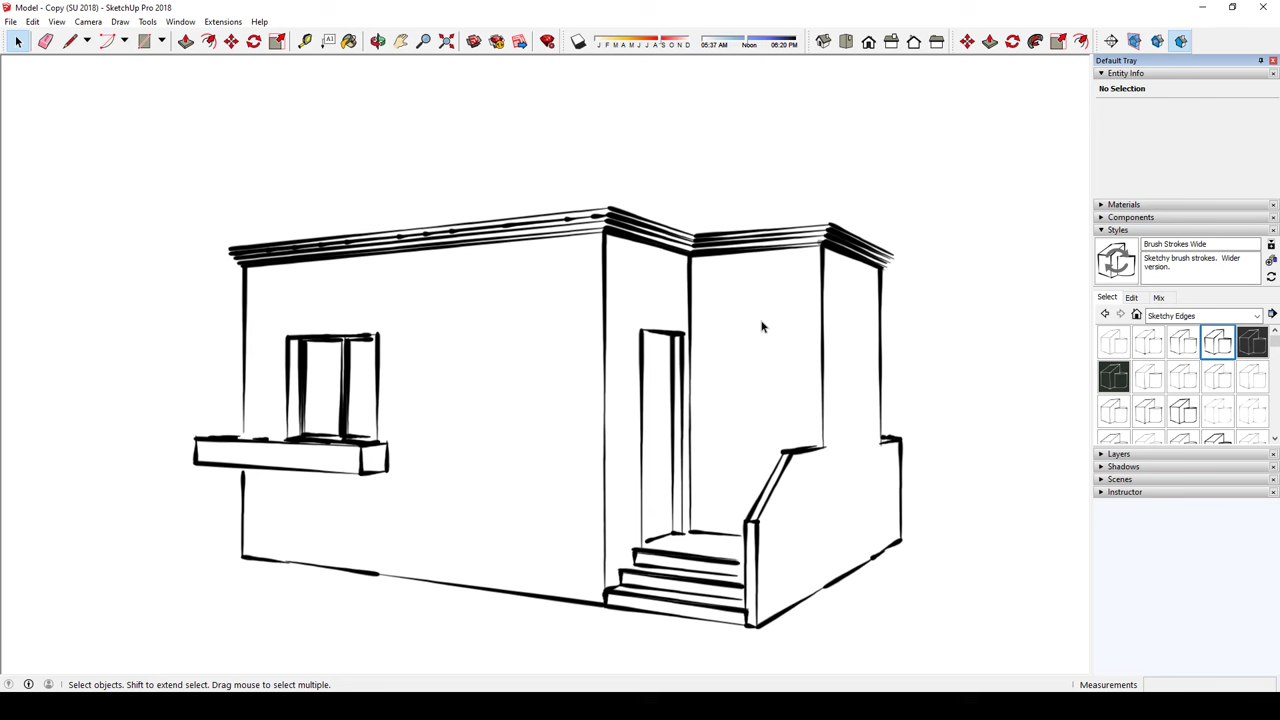 Model - Copy (SU 2018) - SketchUp Pro 2018
File Edit View Camera Draw Tools Window Extensions Help
J F M A M J J A S O N D 05:37 AM Noon 06:20 PM
Default Tray
Entity Info
No Selection
Materials
Components
Styles
Brush Strokes Wide
Sketchy brush strokes. Wider version.
Select Edit Mix
Sketchy Edges
Layers
Shadows
Scenes
Instructor
Select objects. Shift to extend select. Drag mouse to select multiple. Measurements